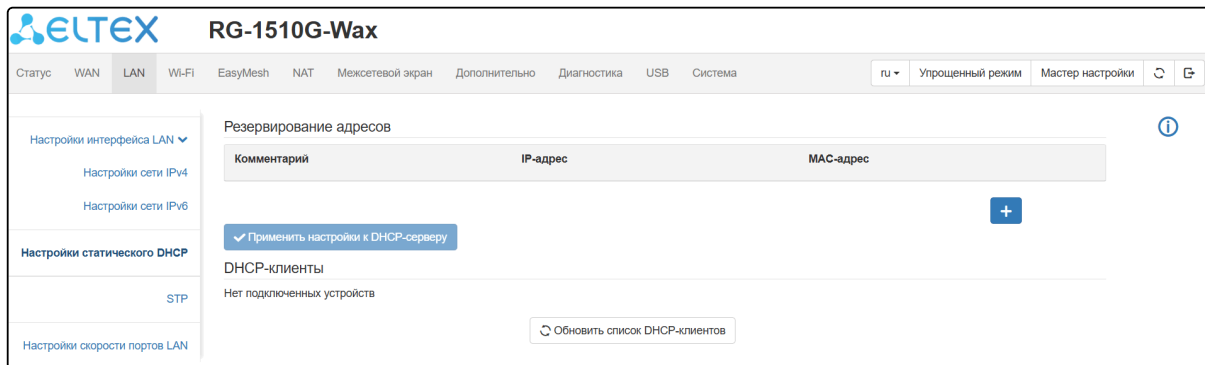 ELTEX RG-1510G-Wax
Статус WAN LAN Wi-Fi EasyMesh NAT Межсетевой экран Дополнительно Диагностика USB Система ru Упрощенный режим Мастер настройки
Настройки интерфейса LAN
Настройки сети IPv4
Настройки сети IPv6
Настройки статического DHCP
STP
Настройки скорости портов LAN
Резервирование адресов
Комментарий IP-адрес MAC-адрес
+
Применить настройки к DHCP-серверу
DHCP-клиенты
Нет подключенных устройств
Обновить список DHCP-клиентов